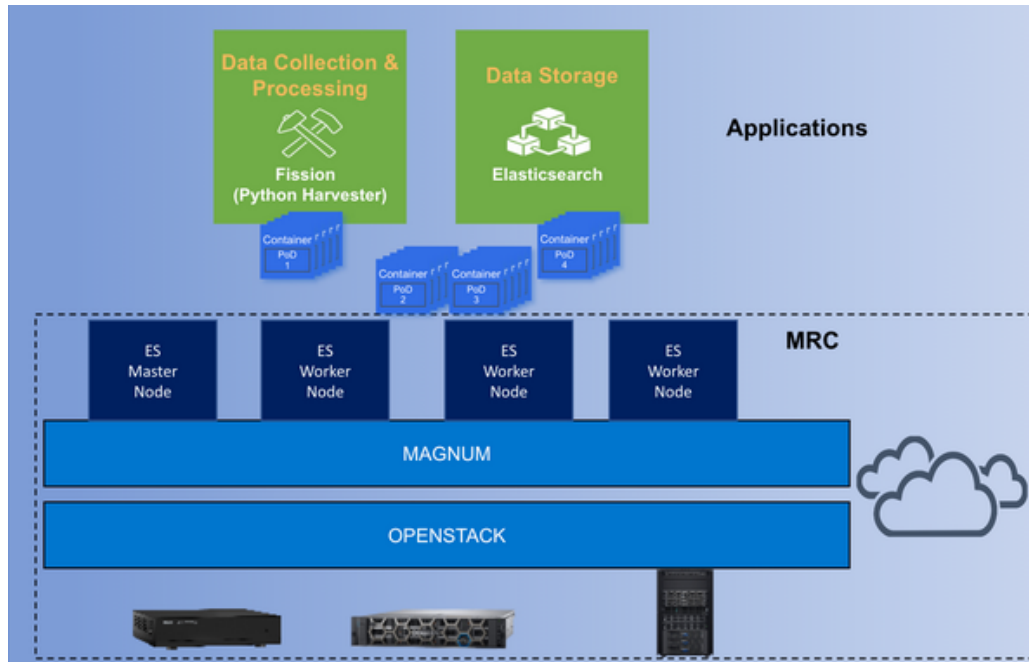 Data Collection &
Processing
Fission
(Python Harvester)
Data Storage
Elasticsearch
Applications
Container
PoD
1
Container
PoD
2
Container
PoD
3
Container
PoD
4
MRC
ES
Master
Node
ES
Worker
Node
ES
Worker
Node
ES
Worker
Node
MAGNUM
OPENSTACK